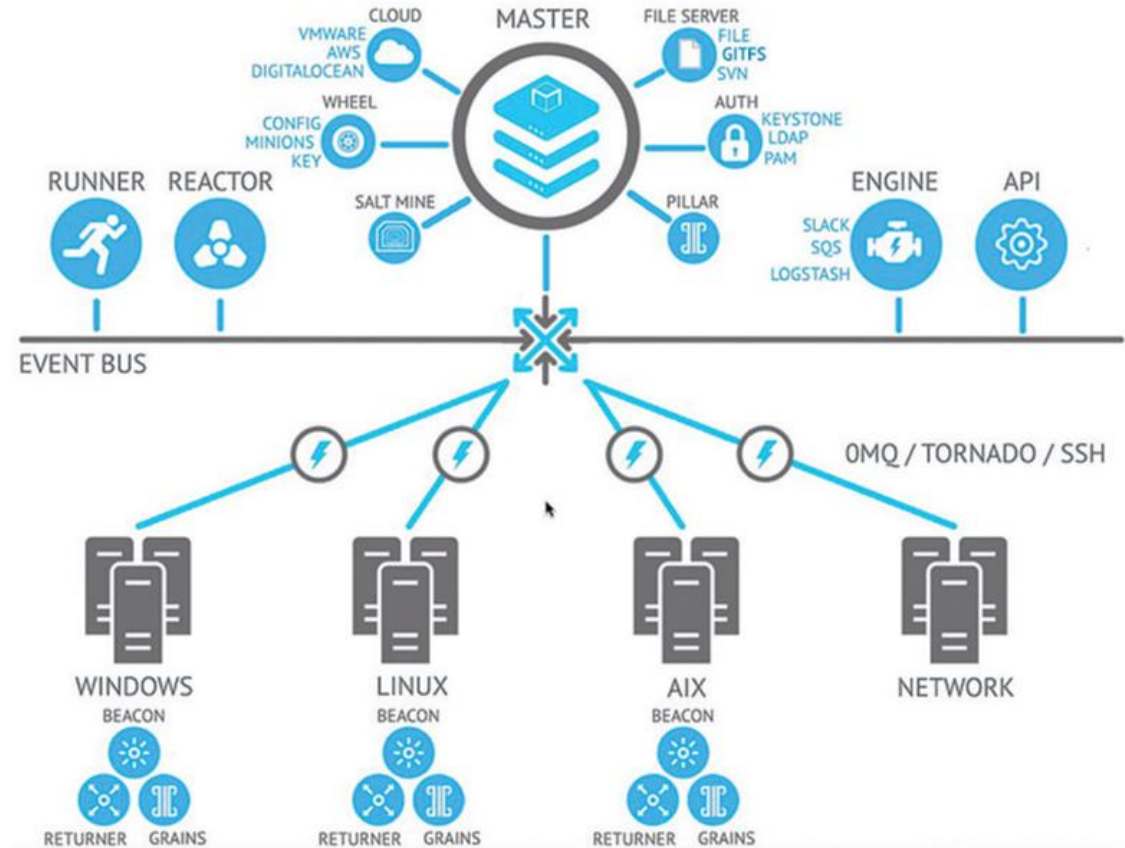 CLOUD
VMWARE
AWS
DIGITALOCEAN
MASTER
FILE SERVER
FILE
GITFS
SVN
WHEEL
CONFIG
MINIONS
KEY
AUTH
KEYSTONE
LDAP
PAM
RUNNER
REACTOR
SALT MINE
PILLAR
ENGINE
SLACK
SQS
LOGSTASH
API
EVENT BUS
0MQ / TORNADO / SSH
WINDOWS
LINUX
AIX
NETWORK
BEACON
BEACON
BEACON
RETURNER
GRAINS
RETURNER
GRAINS
RETURNER
GRAINS